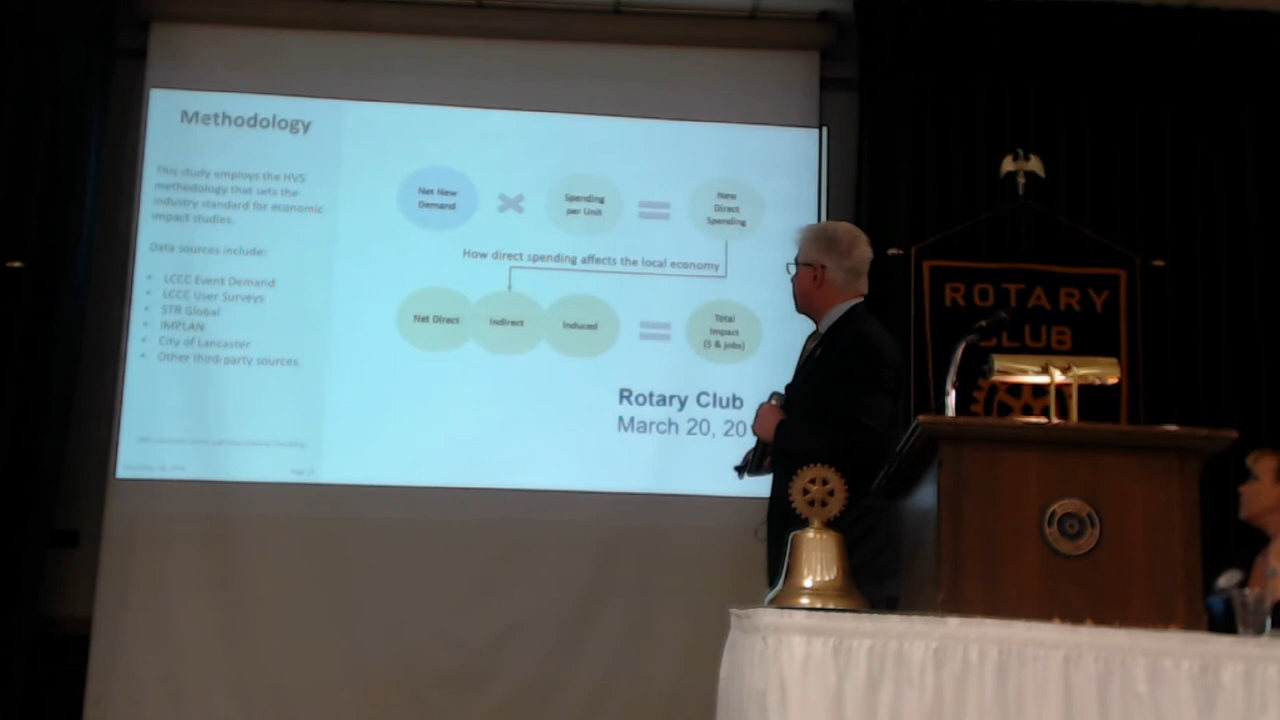 Methodology
This study employs the HVS
methodology that sets the
industry standard for economic
impact studies.
Data sources include:
• LCCC Event Demand
• LCCC User Surveys
• STR Global
• IMPLAN
• City of Lancaster
• Other third-party sources
Net New
Demand
×
Spending
per Unit
=
New
Direct
Spending
How direct spending affects the local economy
Net Direct
Indirect
Induced
=
Total
Impact
($ & jobs)
Rotary Club
March 20, 20
ROTARY
CLUB